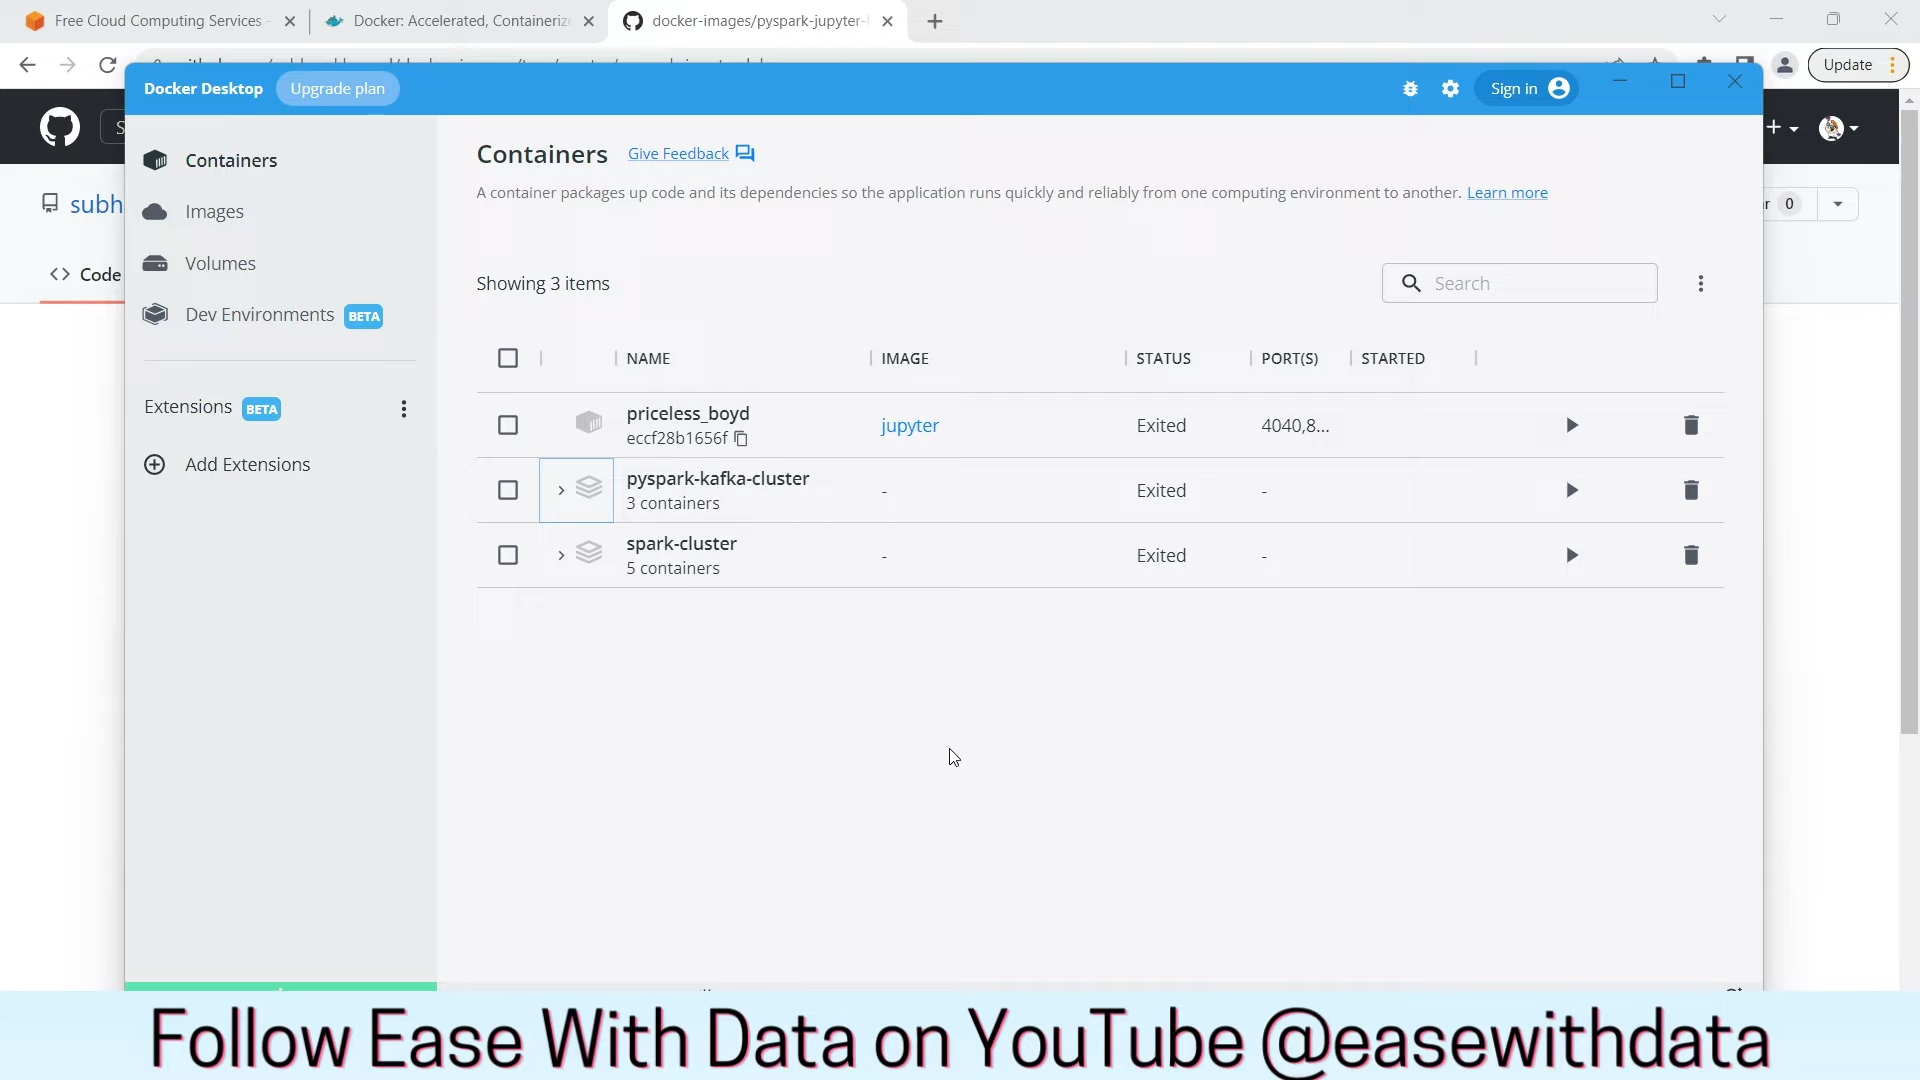 Free Cloud Computing Services -
Docker: Accelerated, Containeriz
docker-images/pyspark-jupyter-
Update
Docker Desktop
Upgrade plan
Sign in
S
Containers
Images
Volumes
Dev Environments BETA
Extensions BETA
Add Extensions
subh
<> Code
Containers
Give Feedback
A container packages up code and its dependencies so the application runs quickly and reliably from one computing environment to another. Learn more
r 0
Showing 3 items
Search
NAME IMAGE STATUS PORT(S) STARTED
priceless_boyd
eccf28b1656f
jupyter Exited 4040,8...
pyspark-kafka-cluster
3 containers
- Exited -
spark-cluster
5 containers
- Exited -
Follow Ease With Data on YouTube @easewithdata